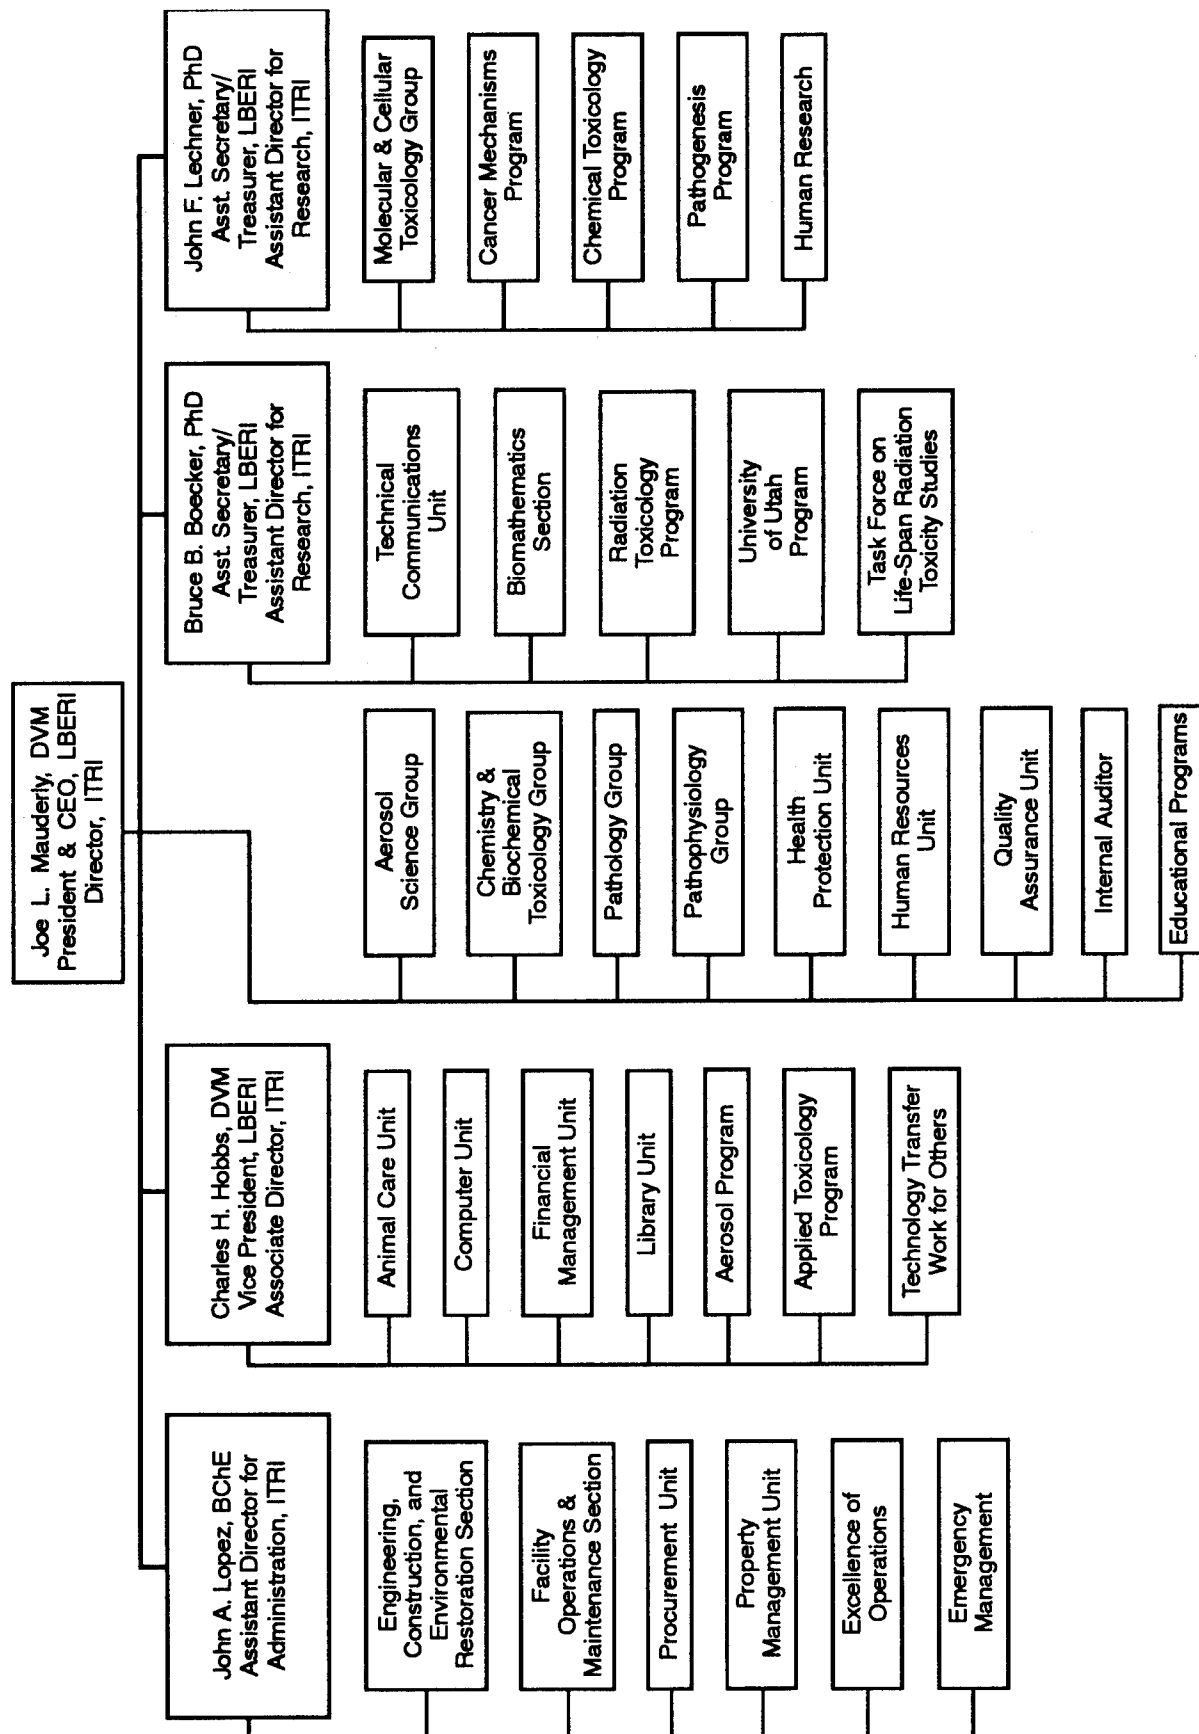 Joe L. Mauderly, DVM
President & CEO, LBERI
Director, ITRI
John A. Lopez, BChE
Assistant Director for
Administration, ITRI
Engineering,
Construction, and
Environmental
Restoration Section
Facility
Operations &
Maintenance Section
Procurement Unit
Property
Management Unit
Excellence of
Operations
Emergency
Management
Charles H. Hobbs, DVM
Vice President, LBERI
Associate Director, ITRI
Animal Care Unit
Computer Unit
Financial
Management Unit
Library Unit
Aerosol Program
Applied Toxicology
Program
Technology Transfer
Work for Others
Aerosol
Science Group
Chemistry &
Biochemical
Toxicology Group
Pathology Group
Pathophysiology
Group
Health
Protection Unit
Human Resources
Unit
Quality
Assurance Unit
Internal Auditor
Educational Programs
Bruce B. Boecker, PhD
Asst. Secretary/
Treasurer, LBERI
Assistant Director for
Research, ITRI
Technical
Communications
Unit
Biomathematics
Section
Radiation
Toxicology
Program
University
of Utah
Program
Task Force on
Life-Span Radiation
Toxicity Studies
John F. Lechner, PhD
Asst. Secretary/
Treasurer, LBERI
Assistant Director for
Research, ITRI
Molecular & Cellular
Toxicology Group
Cancer Mechanisms
Program
Chemical Toxicology
Program
Pathogenesis
Program
Human Research